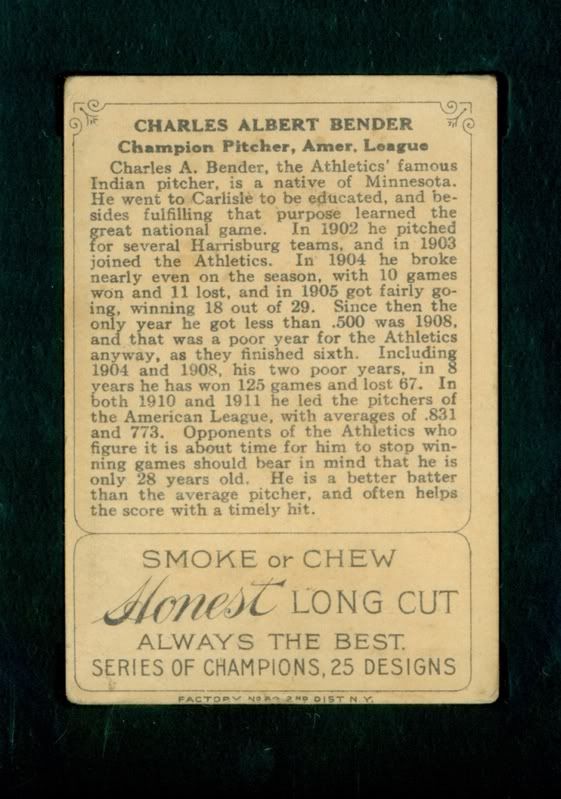 CHARLES ALBERT BENDER
Champion Pitcher, Amer. League
Charles A. Bender, the Athletics' famous
Indian pitcher, is a native of Minnesota.
He went to Carlisle to be educated, and be-
sides fulfilling that purpose learned the
great national game. In 1902 he pitched
for several Harrisburg teams, and in 1903
joined the Athletics. In 1904 he broke
nearly even on the season, with 10 games
won and 11 lost, and in 1905 got fairly go-
ing, winning 18 out of 29. Since then the
only year he got less than .500 was 1908,
and that was a poor year for the Athletics
anyway, as they finished sixth. Including
1904 and 1908, his two poor years, in 8
years he has won 125 games and lost 67. In
both 1910 and 1911 he led the pitchers of
the American League, with averages of .831
and 773. Opponents of the Athletics who
figure it is about time for him to stop win-
ning games should bear in mind that he is
only 28 years old. He is a better batter
than the average pitcher, and often helps
the score with a timely hit.
SMOKE or CHEW
Honest LONG CUT
ALWAYS THE BEST.
SERIES OF CHAMPIONS, 25 DESIGNS
FACTORY No 2ND DIST N.Y.